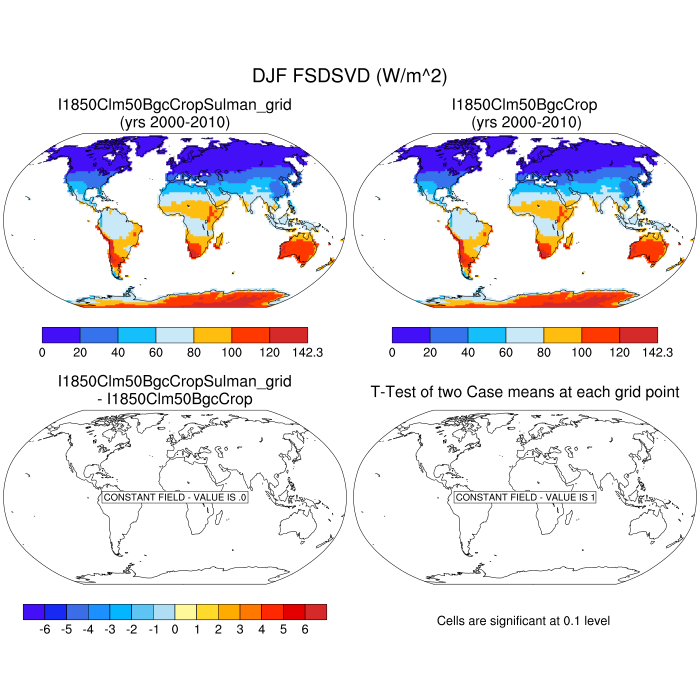 DJF FSDSVD (W/m^2)
I1850Clm50BgcCropSulman_grid
(yrs 2000-2010)
I1850Clm50BgcCrop
(yrs 2000-2010)
0 20 40 60 80 100 120 142.3
0 20 40 60 80 100 120 142.3
I1850Clm50BgcCropSulman_grid
- I1850Clm50BgcCrop
T-Test of two Case means at each grid point
CONSTANT FIELD - VALUE IS .0
CONSTANT FIELD - VALUE IS 1
-6 -5 -4 -3 -2 -1 0 1 2 3 4 5 6
Cells are significant at 0.1 level